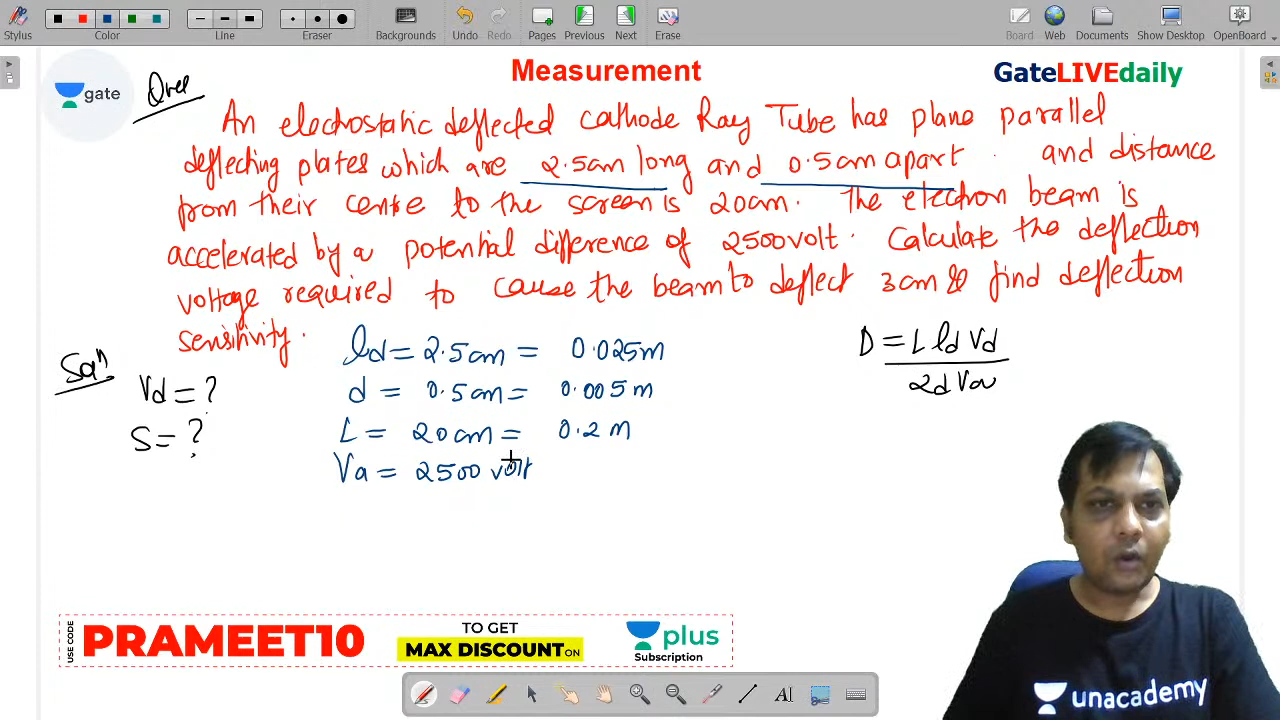 Stylus
Color
Line
Eraser
Backgrounds
Undo
Redo
Pages
Previous
Next
Erase
Board
Web
Documents
Show Desktop
OpenBoard
gate
Ques
Measurement
GateLIVEdaily
An electrostatic deflected cathode Ray Tube has plane parallel
deflecting plates which are 2.5cm long and 0.5cm apart . and distance
from their centre to the screen is 20cm. The electron beam is
accelerated by a potential difference of 2500volt. Calculate the deflection
voltage required to cause the beam to deflect 3cm & find deflection
sensitivity.
Sol^n
Vd = ?
S = ?
ld = 2.5cm = 0.025m
d = 0.5cm = 0.005m
L = 20cm = 0.2m
Va = 2500 volt
D = L ld Vd
2d Va
USE CODE
PRAMEET10
TO GET
MAX DISCOUNT ON
plus
Subscription
unacademy